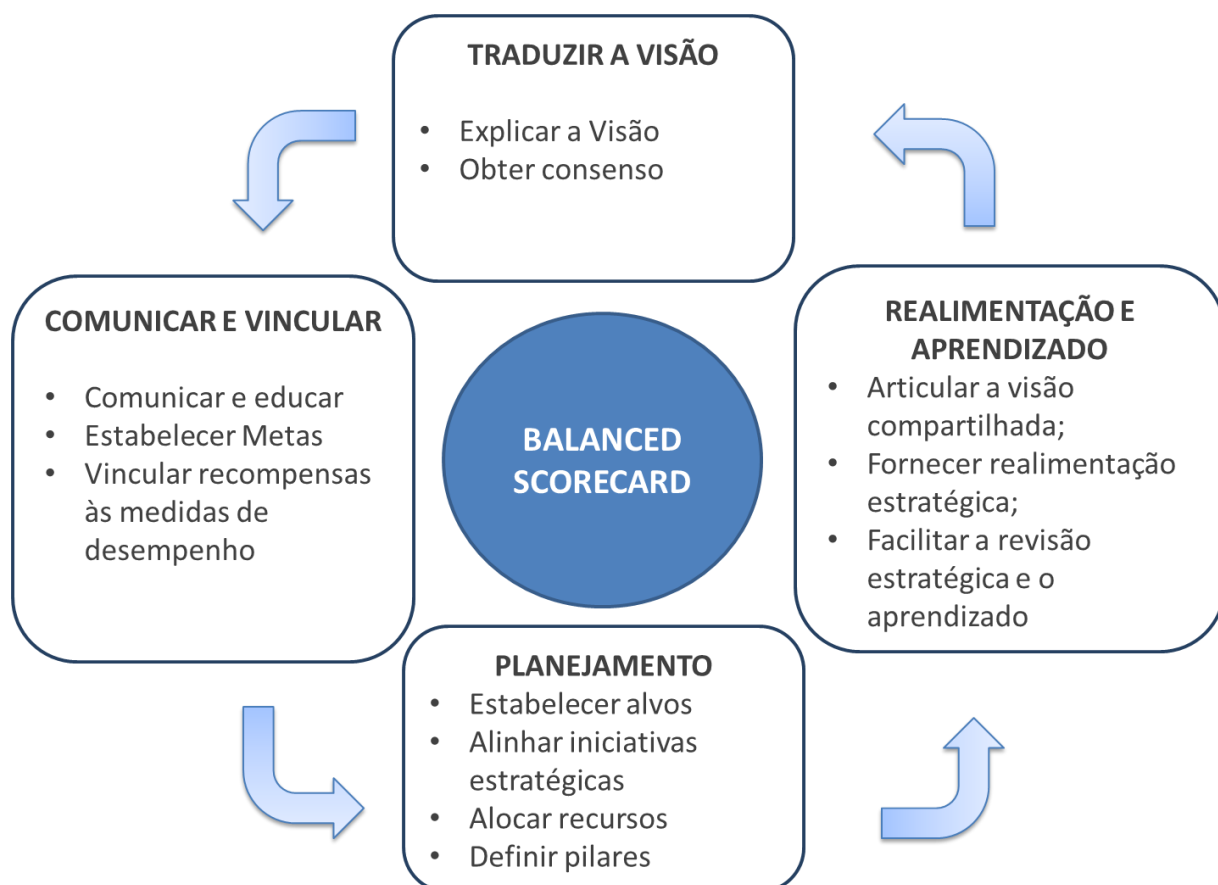 TRADUZIR A VISÃO
• Explicar a Visão
• Obter consenso
COMUNICAR E VINCULAR
• Comunicar e educar
• Estabelecer Metas
• Vincular recompensas
às medidas de
desempenho
BALANCED
SCORECARD
REALIMENTAÇÃO E
APRENDIZADO
• Articular a visão
compartilhada;
• Fornecer realimentação
estratégica;
• Facilitar a revisão
estratégica e o
aprendizado
PLANEJAMENTO
• Estabelecer alvos
• Alinhar iniciativas
estratégicas
• Alocar recursos
• Definir pilares